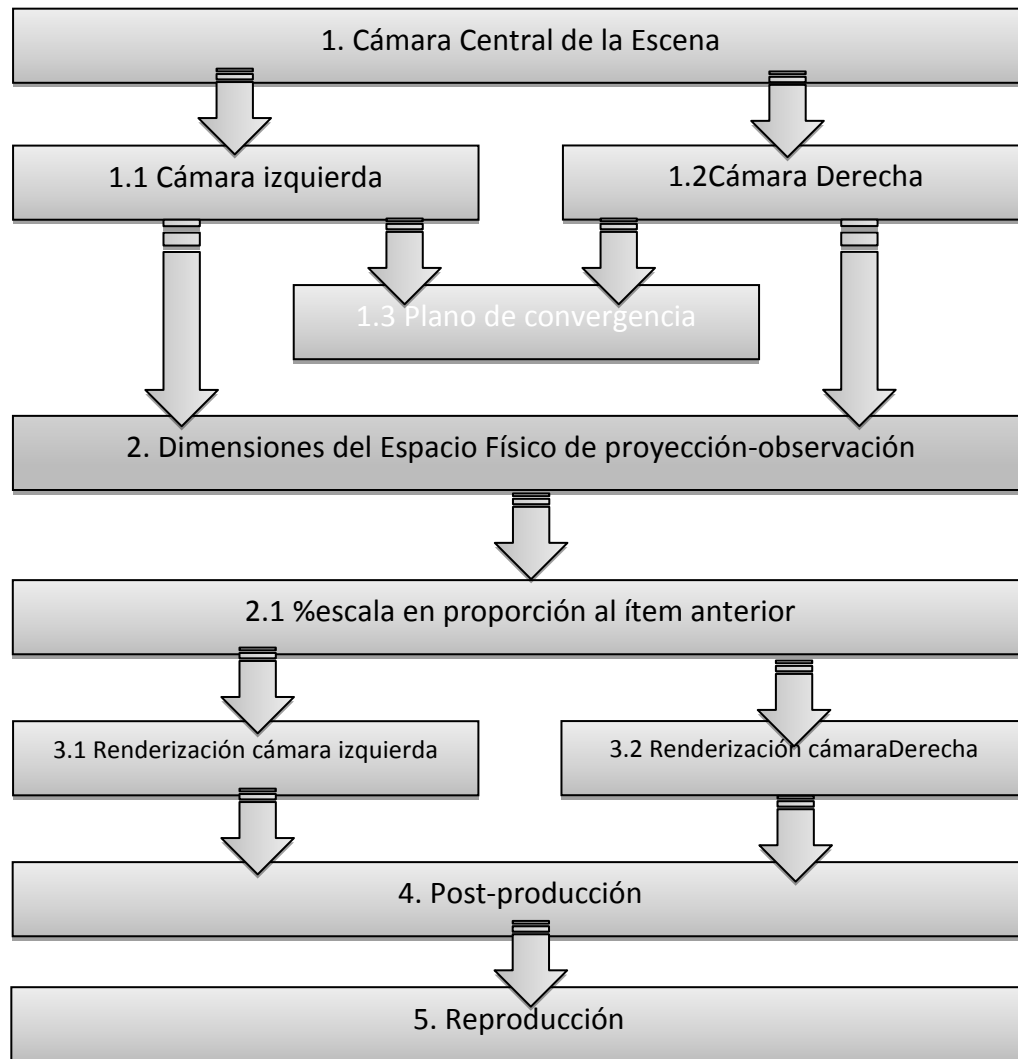 1. Cámara Central de la Escena
1.1 Cámara izquierda
1.2Cámara Derecha
1.3 Plano de convergencia
2. Dimensiones del Espacio Físico de proyección-observación
2.1 %escala en proporción al ítem anterior
3.1 Renderización cámara izquierda
3.2 Renderización cámaraDerecha
4. Post-producción
5. Reproducción